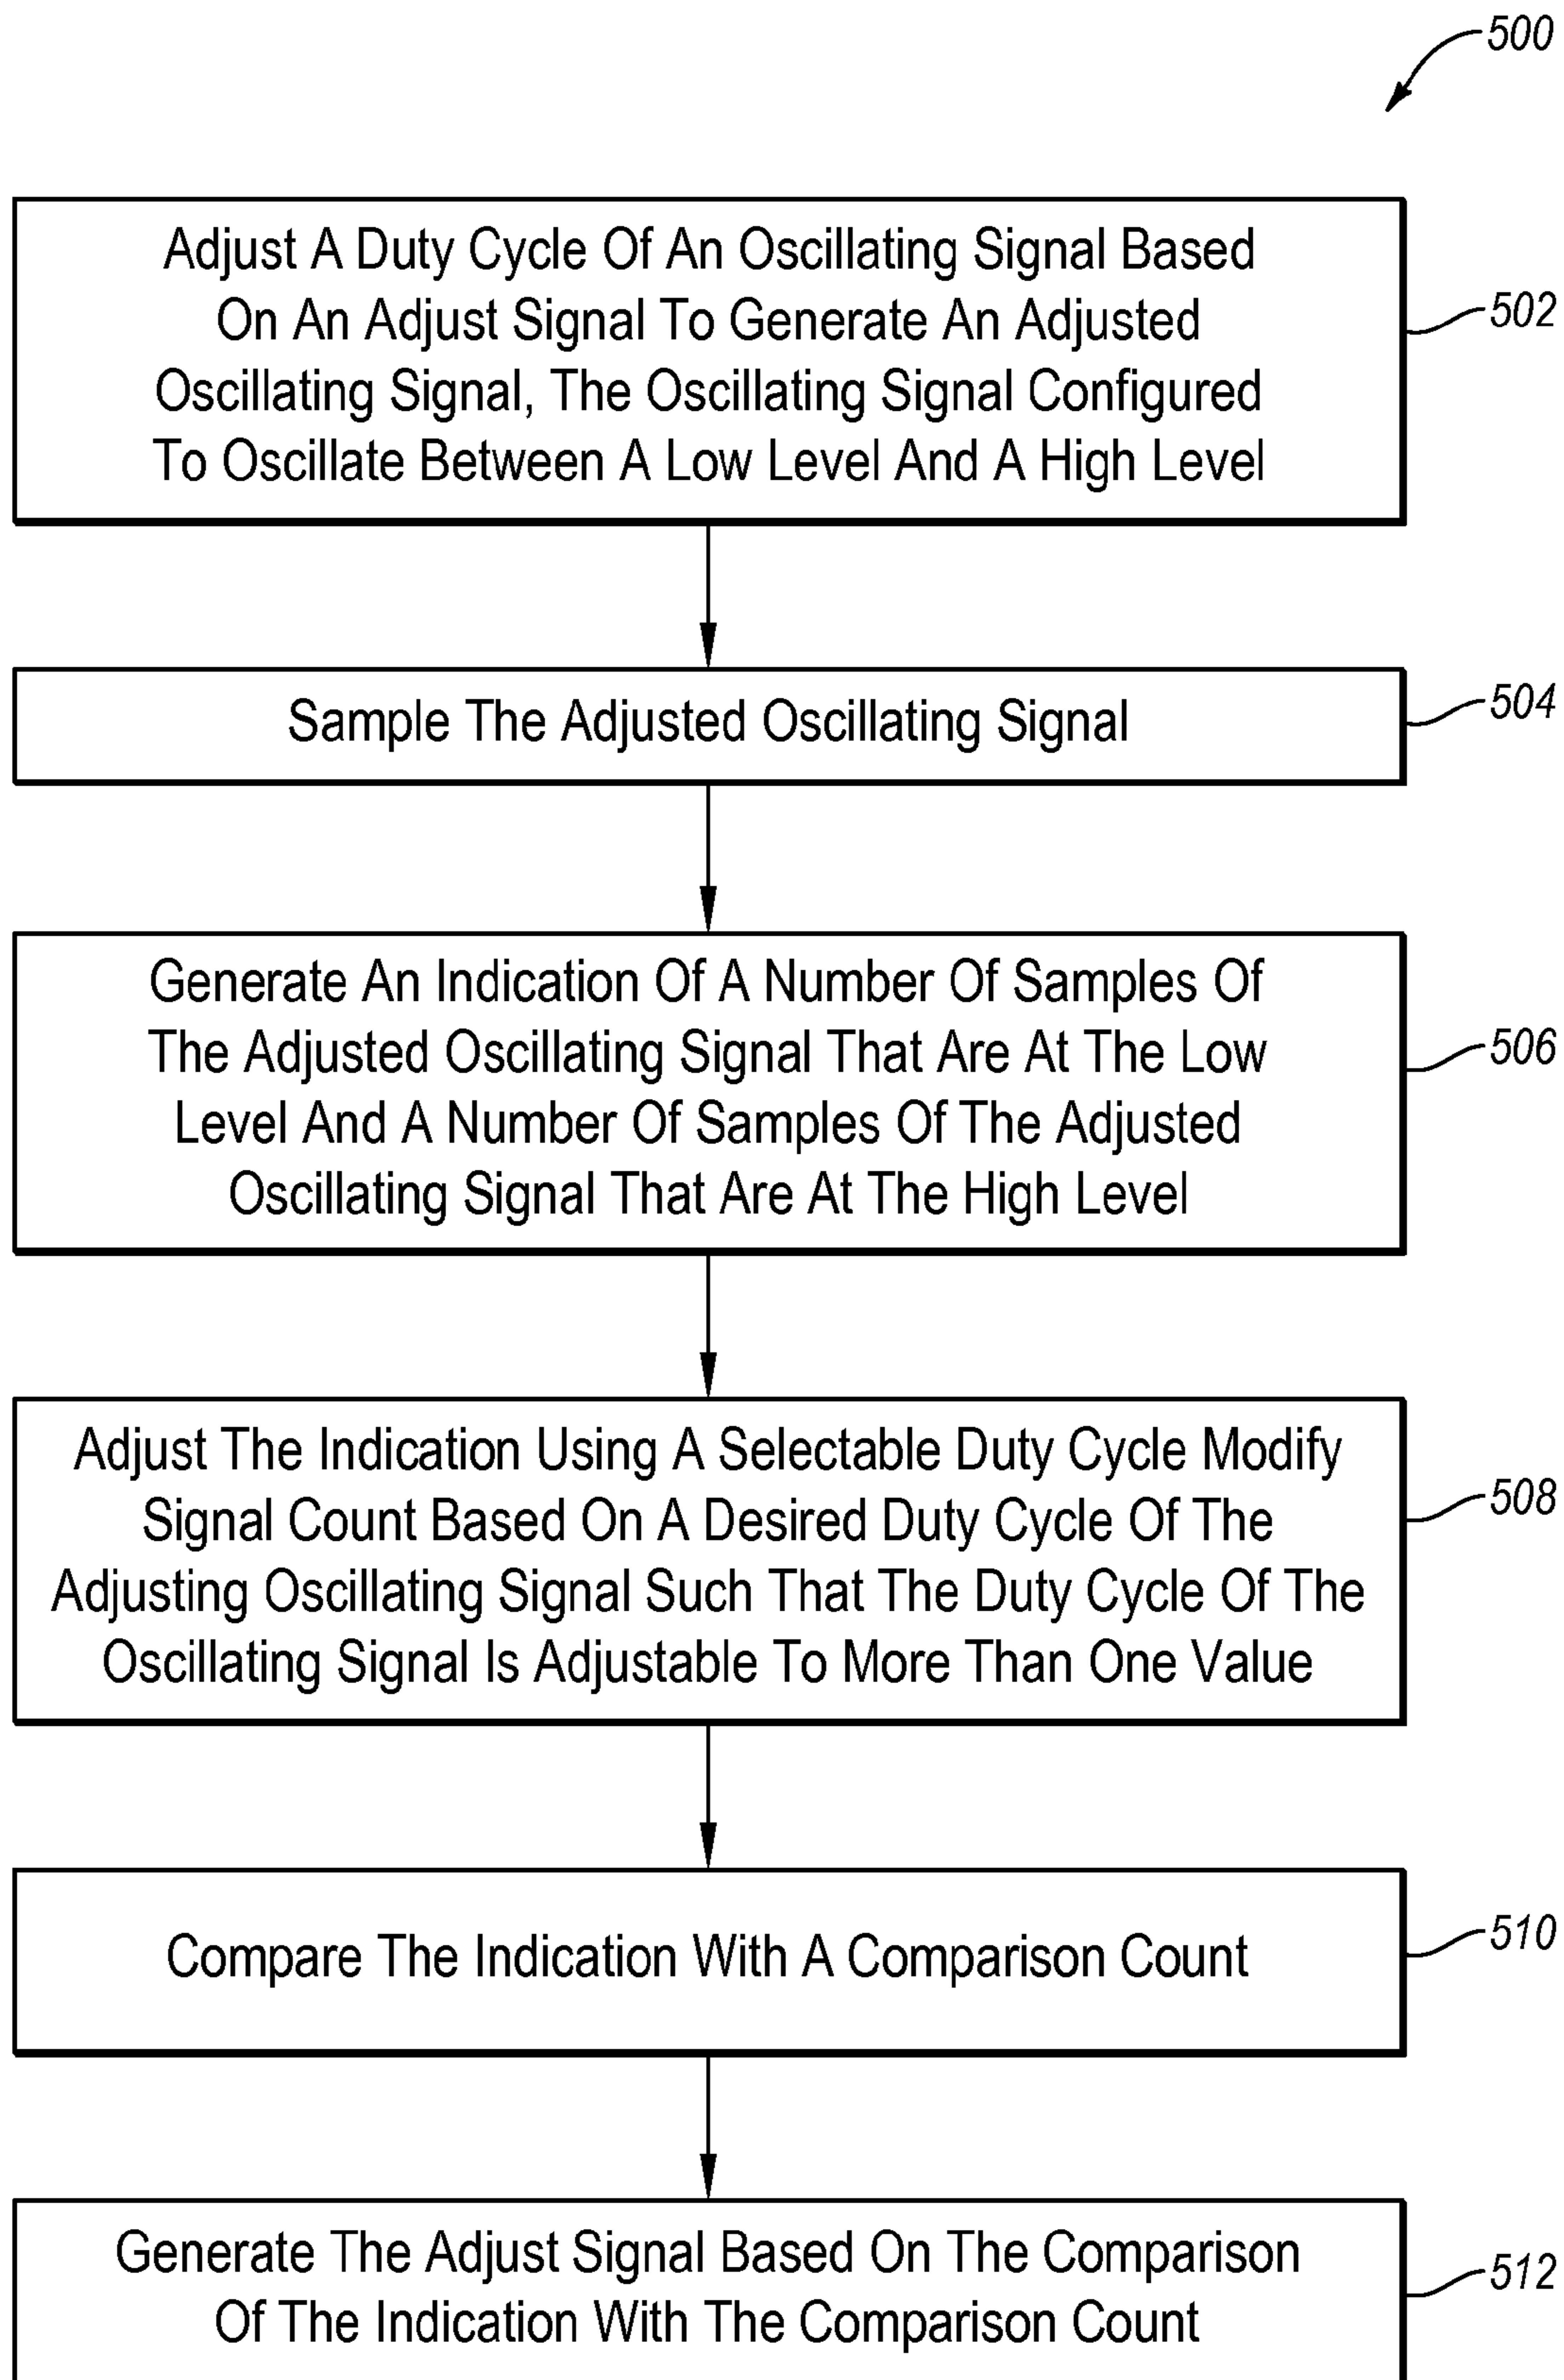 500
Adjust A Duty Cycle Of An Oscillating Signal Based
On An Adjust Signal To Generate An Adjusted
Oscillating Signal, The Oscillating Signal Configured
To Oscillate Between A Low Level And A High Level
502
Sample The Adjusted Oscillating Signal
504
Generate An Indication Of A Number Of Samples Of
The Adjusted Oscillating Signal That Are At The Low
Level And A Number Of Samples Of The Adjusted
Oscillating Signal That Are At The High Level
506
Adjust The Indication Using A Selectable Duty Cycle Modify
Signal Count Based On A Desired Duty Cycle Of The
Adjusting Oscillating Signal Such That The Duty Cycle Of The
Oscillating Signal Is Adjustable To More Than One Value
508
Compare The Indication With A Comparison Count
510
Generate The Adjust Signal Based On The Comparison
Of The Indication With The Comparison Count
512